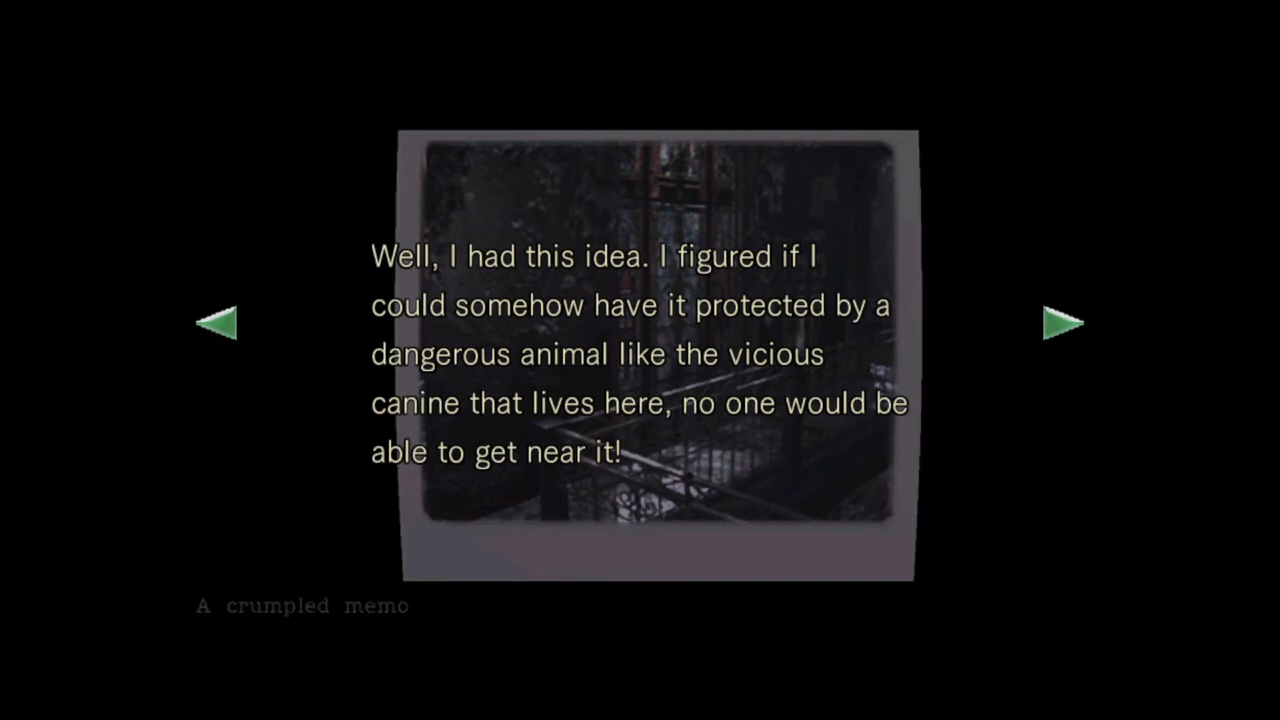 Well, I had this idea. I figured if I
could somehow have it protected by a
dangerous animal like the vicious
canine that lives here, no one would be
able to get near it!
A crumpled memo